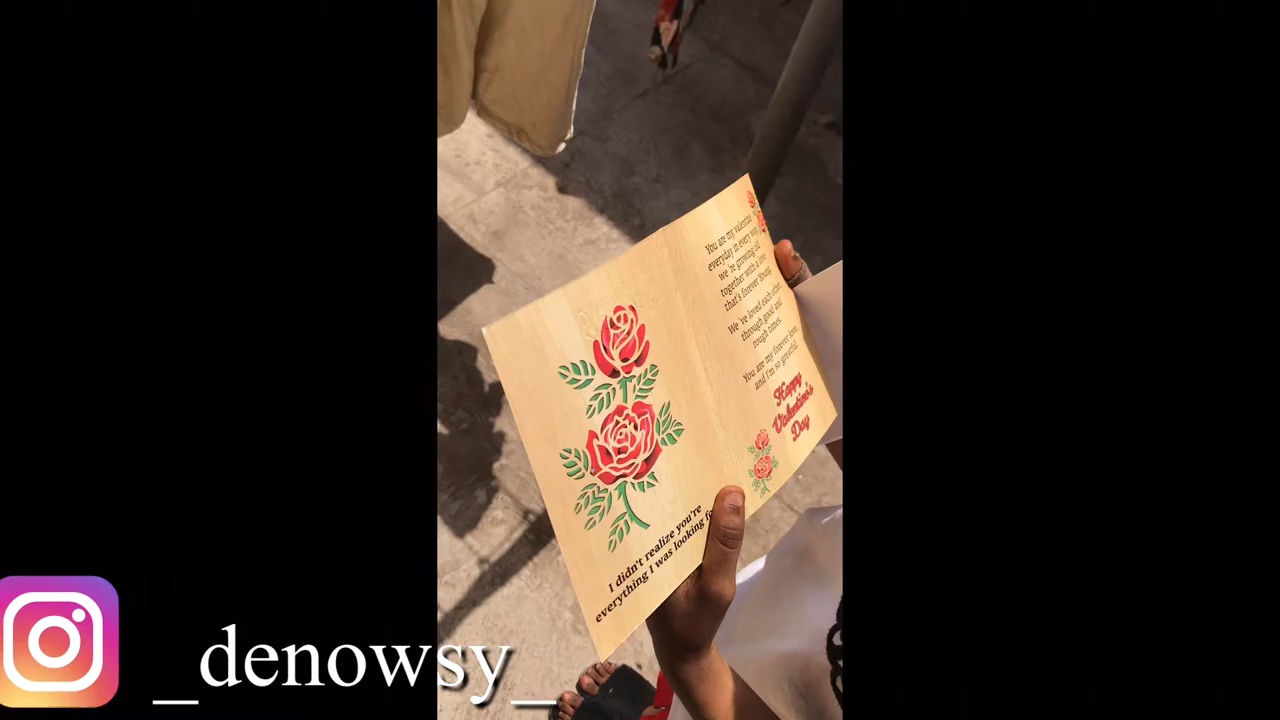 You are my valentine
everyday in every way
we 're growing old
together with a love
that's forever Young.
We 've loved each other
through good and
rough times.
You are my forever love,
and I'm so grateful.
Happy
Valentine's
Day
I didn't realize you're
everything I was looking
_denowsy_